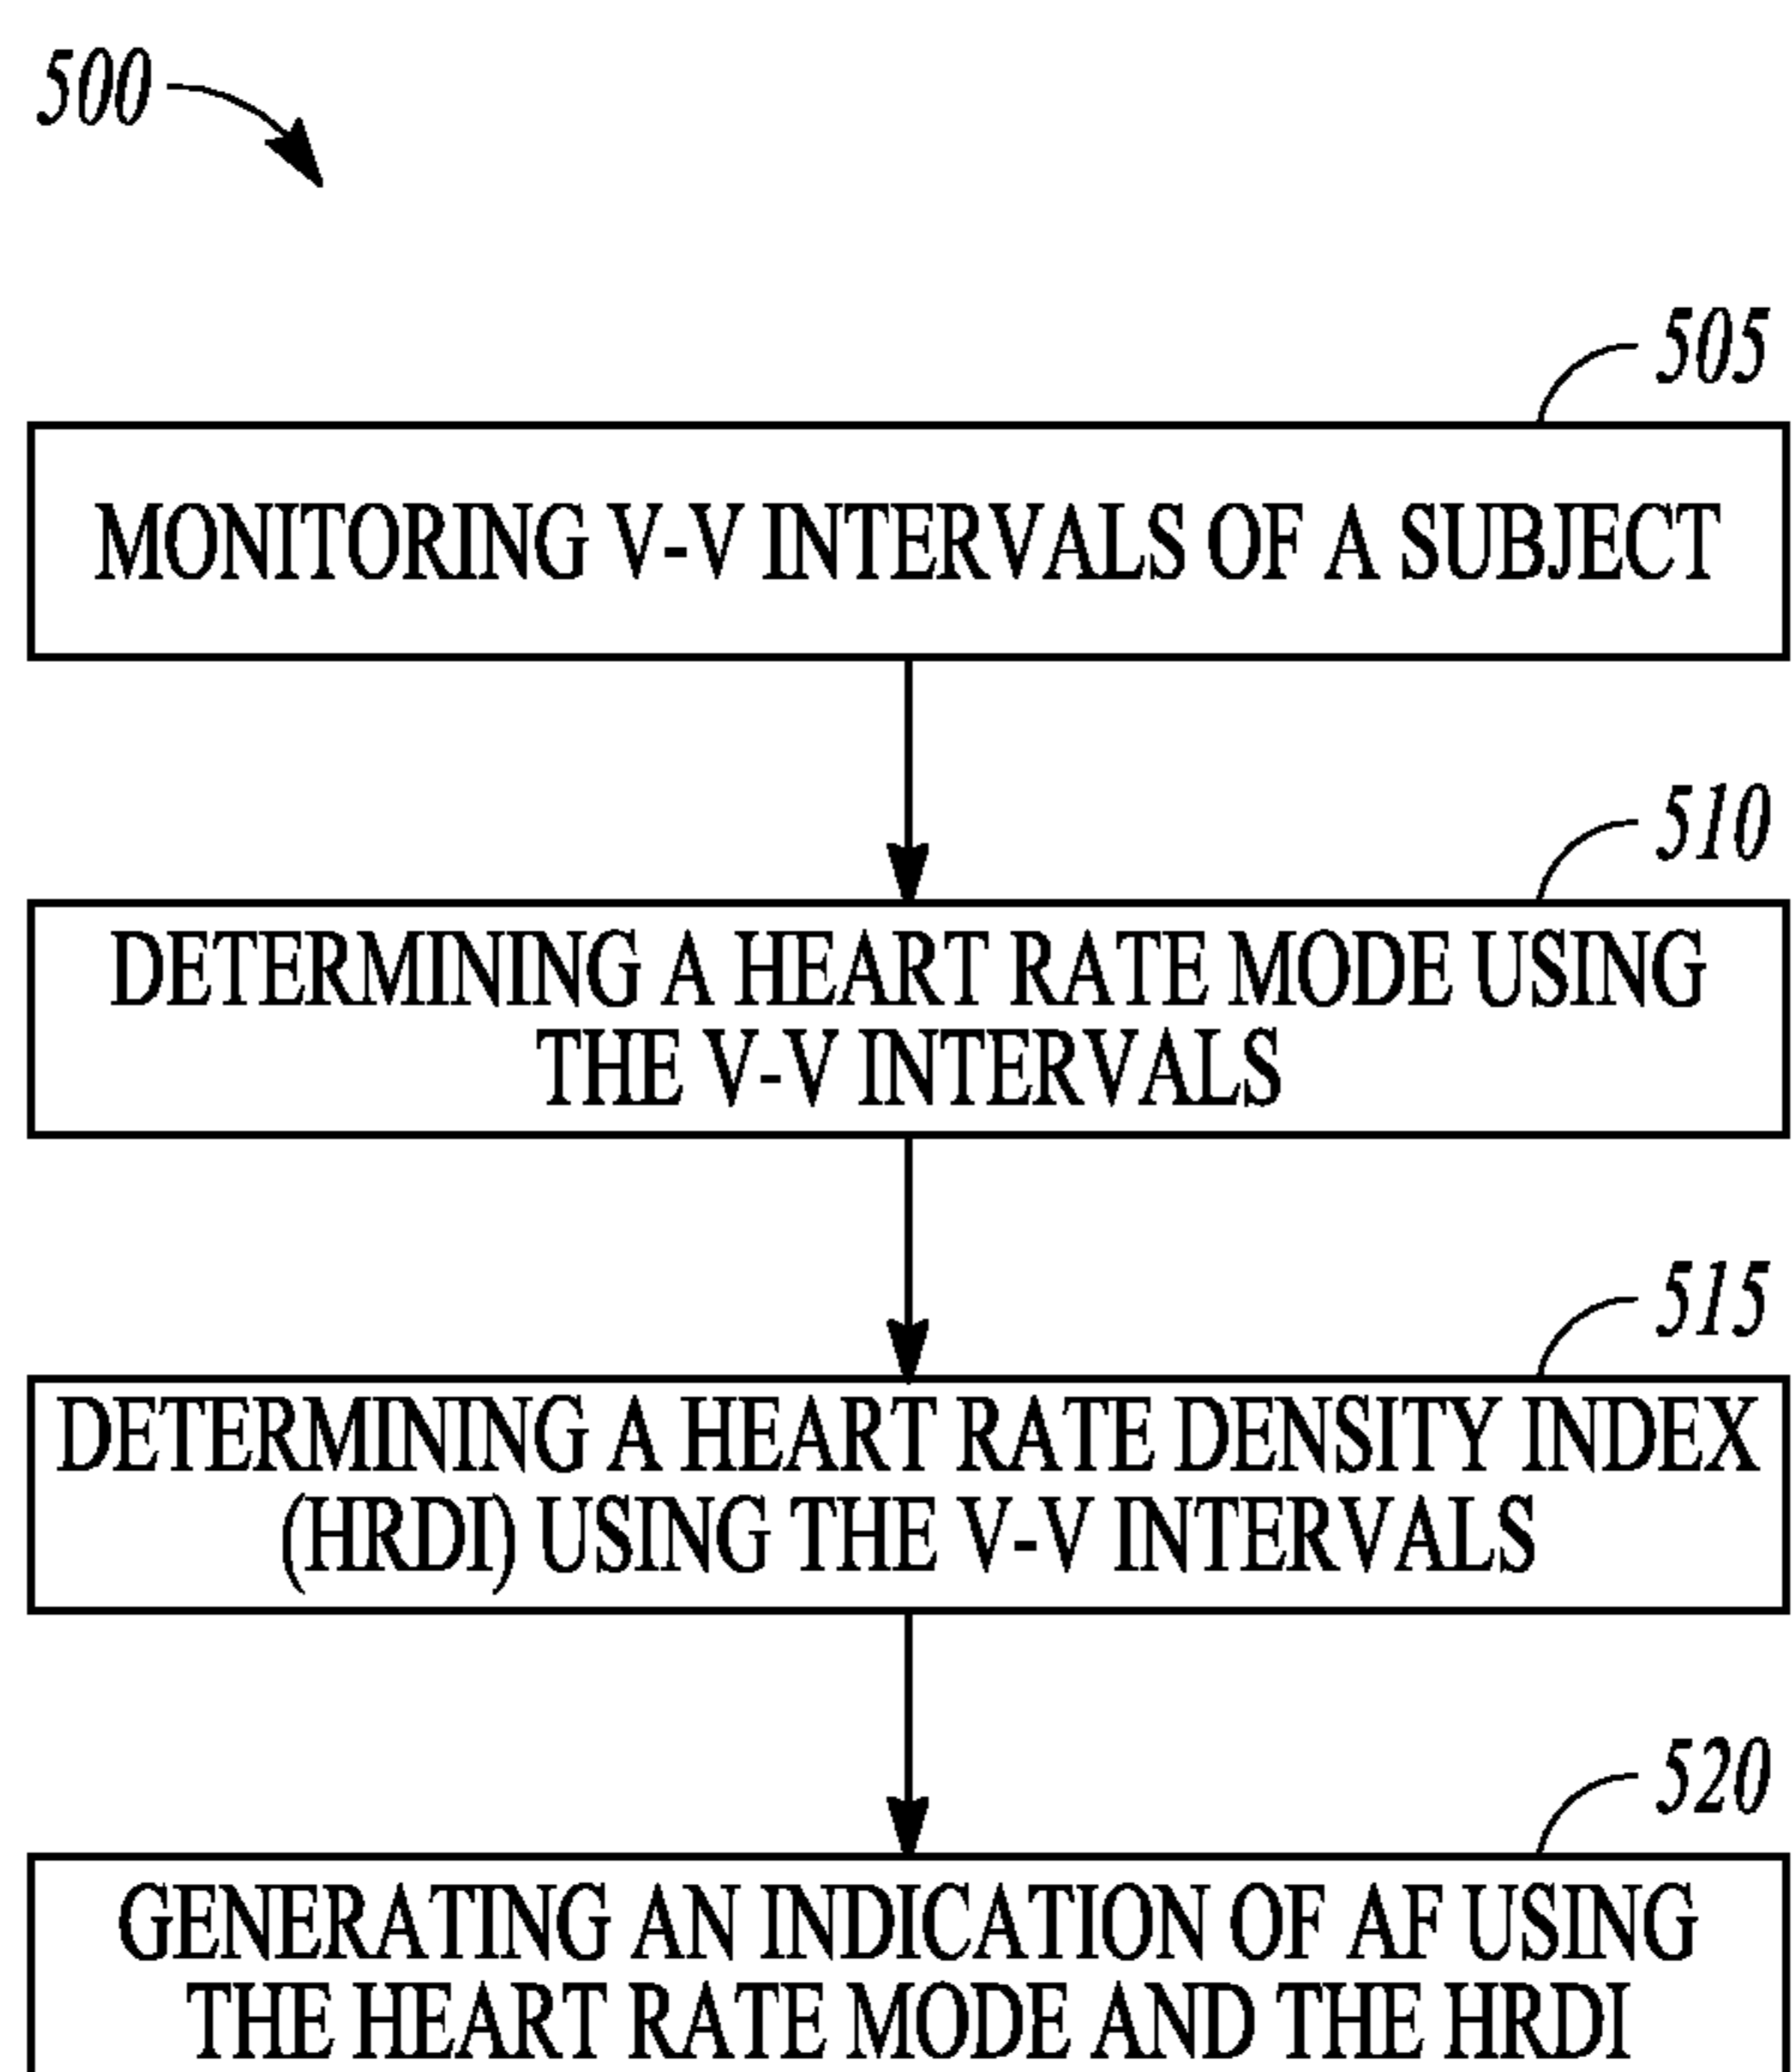 500
505
MONITORING V-V INTERVALS OF A SUBJECT
510
DETERMINING A HEART RATE MODE USING
THE V-V INTERVALS
515
DETERMINING A HEART RATE DENSITY INDEX
(HRDI) USING THE V-V INTERVALS
520
GENERATING AN INDICATION OF AF USING
THE HEART RATE MODE AND THE HRDI